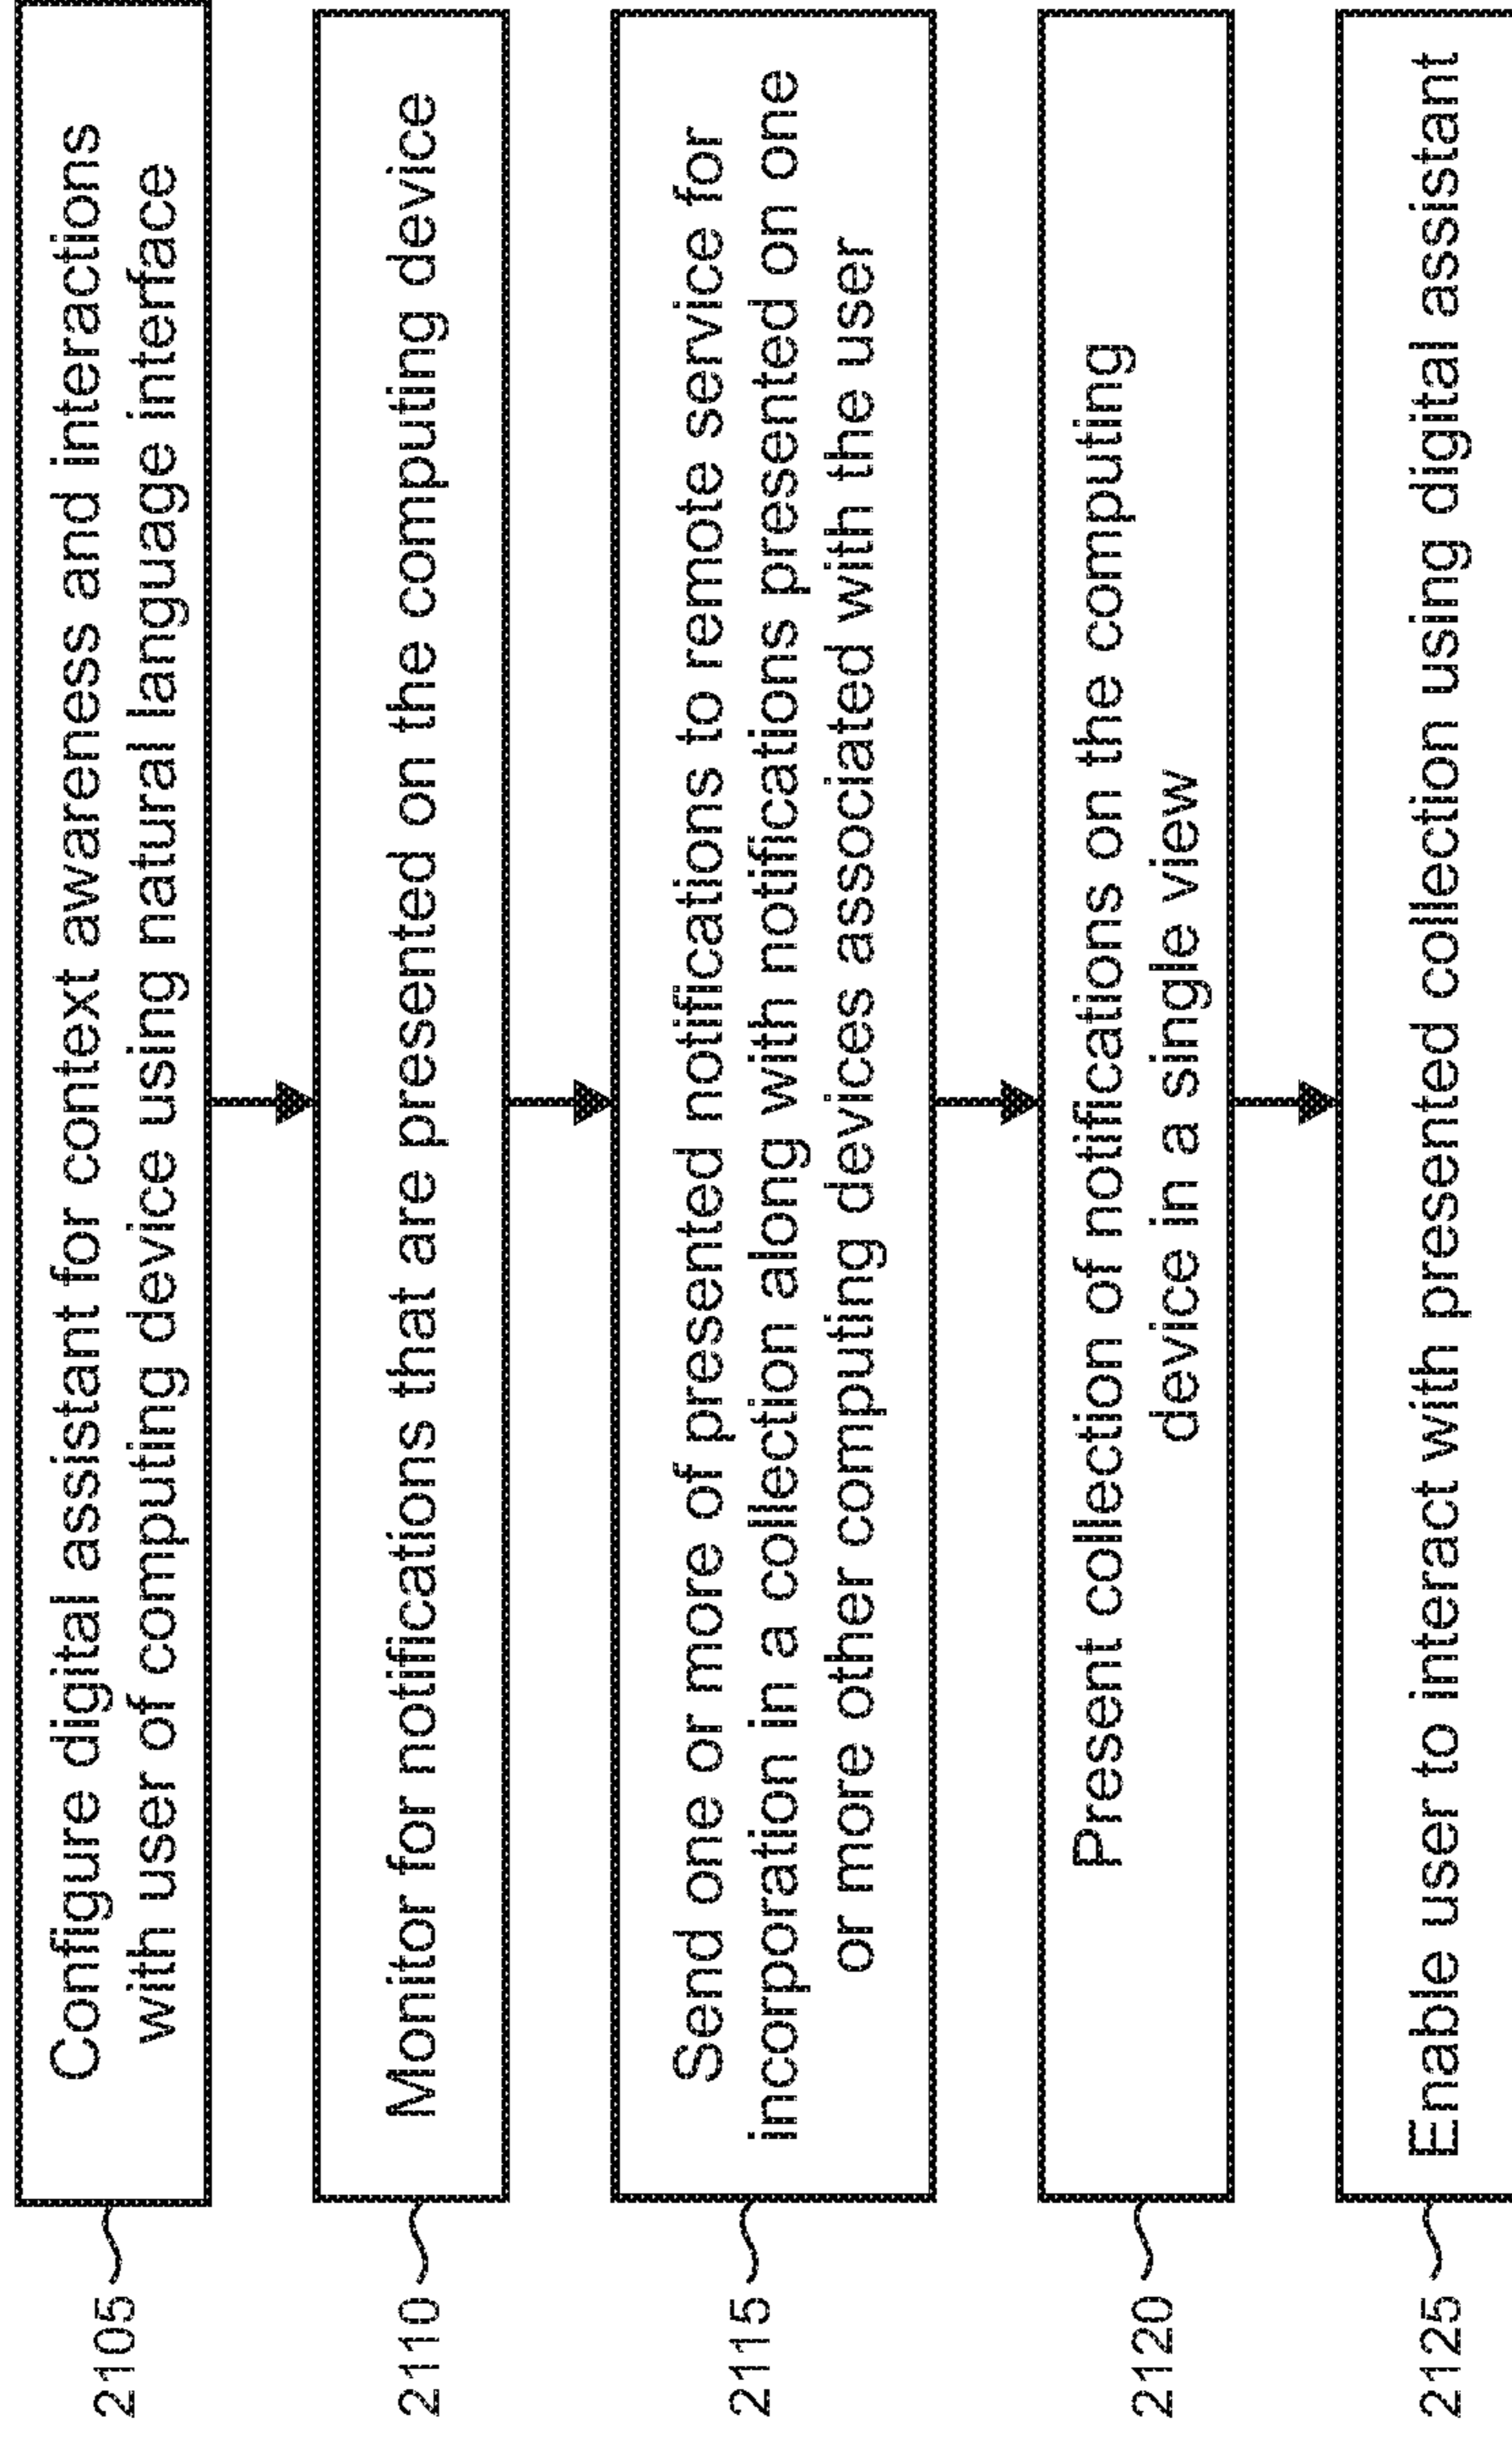 2105
Configure digital assistant for context awareness and interactions
with user of computing device using natural language interface
2110
Monitor for notifications that are presented on the computing device
2115
Send one or more of presented notifications to remote service for
incorporation in a collection along with notifications presented on one
or more other computing devices associated with the user
2120
Present collection of notifications on the computing
device in a single view
2125
Enable user to interact with presented collection using digital assistant